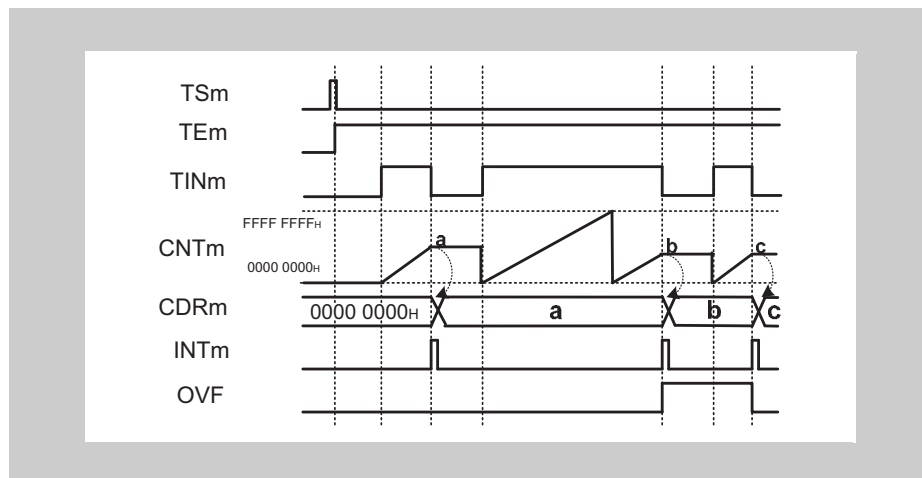 TSm
TEm
TINm
FFFF FFFFH
CNTm
a
b
c
0000 0000H
CDRm
0000 0000H
a
b
c
INTm
OVF